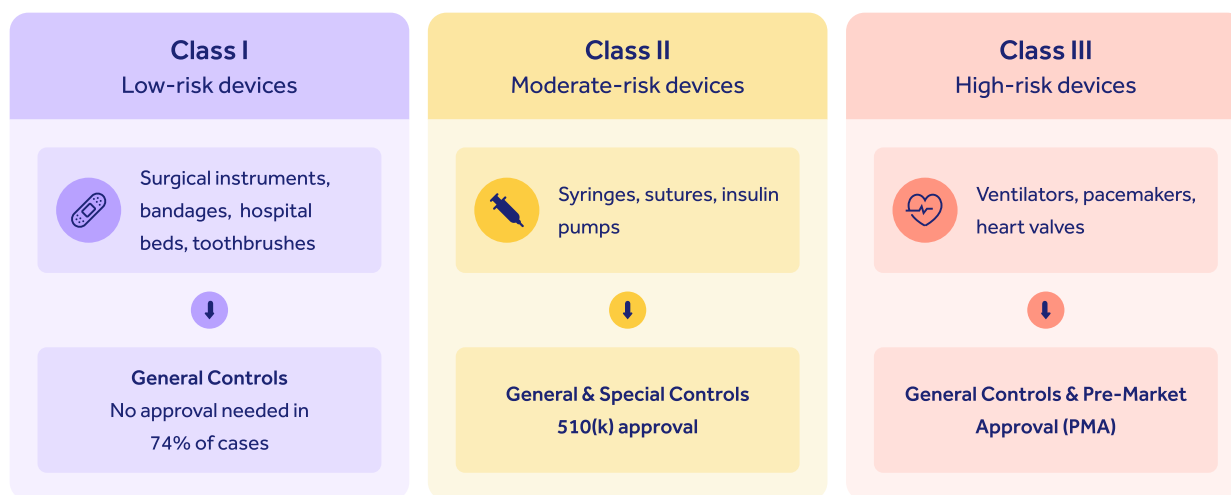 Class I
Low-risk devices
Surgical instruments,
bandages, hospital
beds, toothbrushes
General Controls
No approval needed in
74% of cases
Class II
Moderate-risk devices
Syringes, sutures, insulin
pumps
General & Special Controls
510(k) approval
Class III
High-risk devices
Ventilators, pacemakers,
heart valves
General Controls & Pre-Market
Approval (PMA)